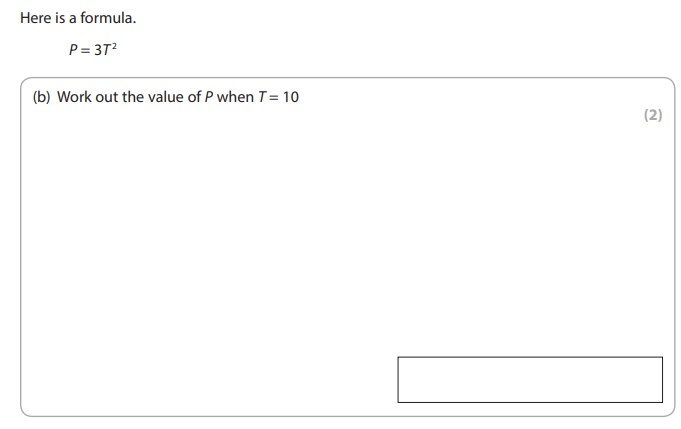 Here is a formula.
P = 3T²
(b) Work out the value of P when T = 10
(2)